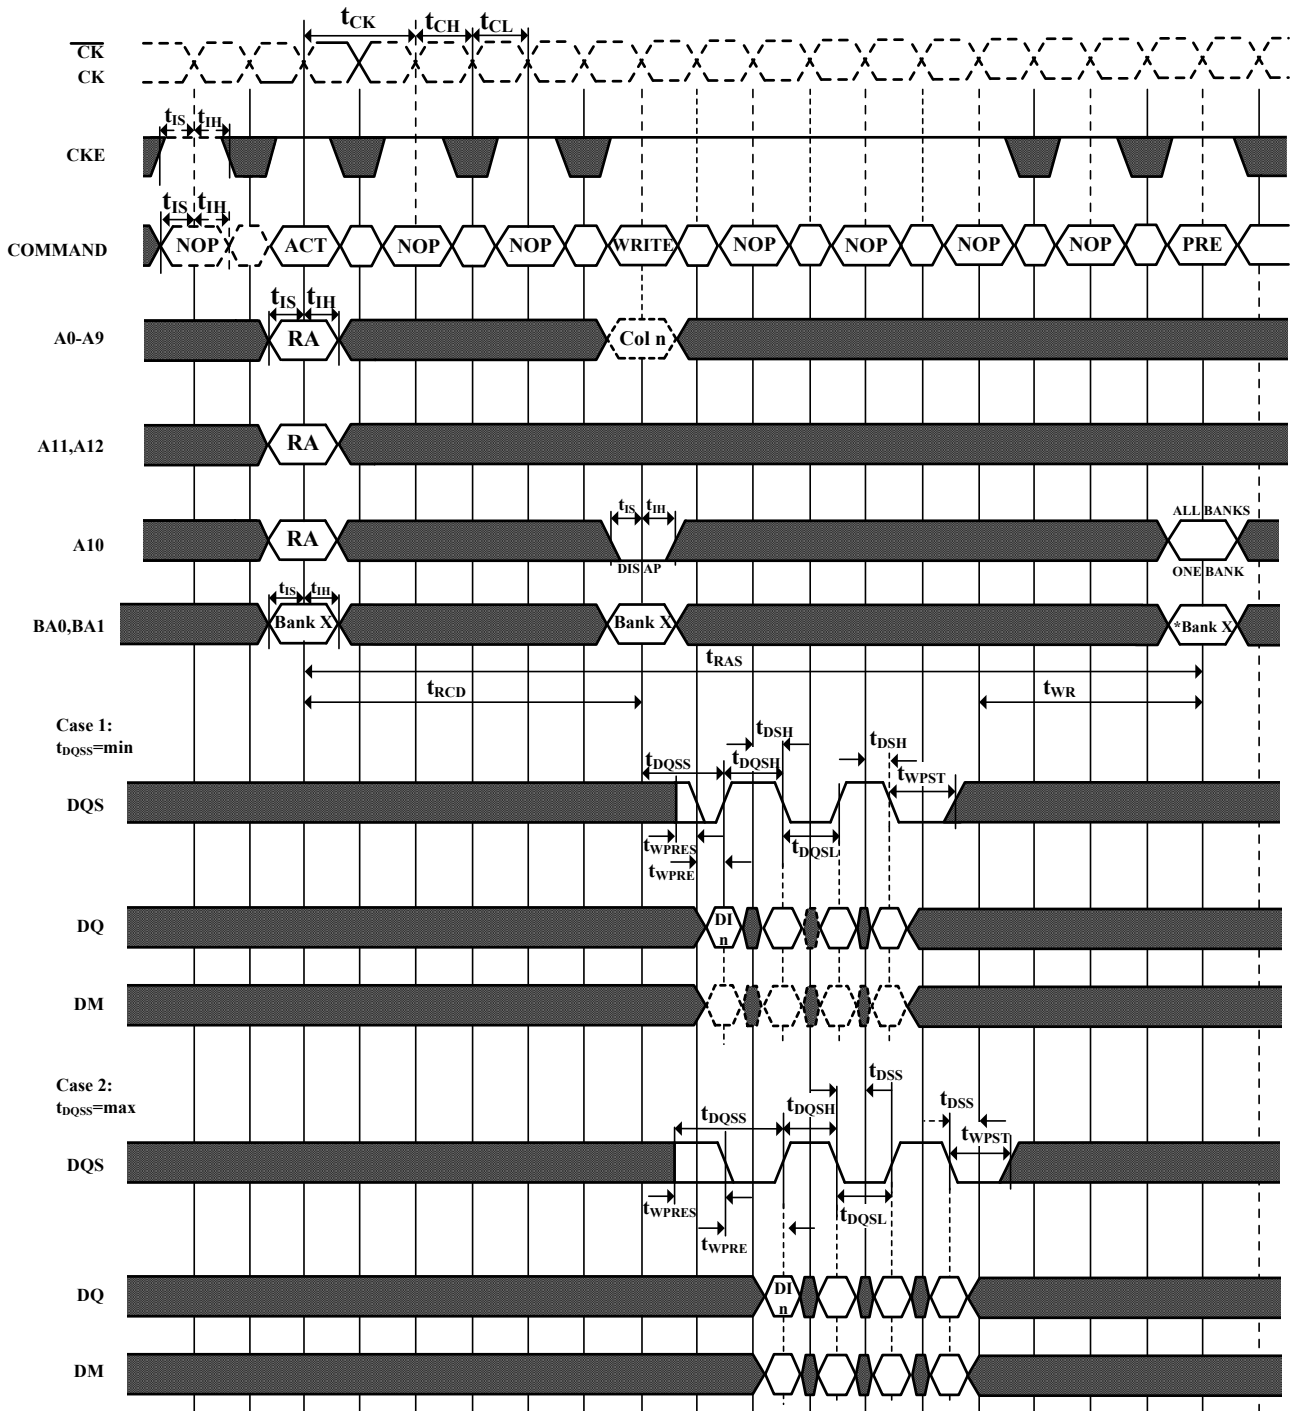 tCK tCH tCL
CK
CK
tIS tIH
CKE
tIS tIH
COMMAND NOP ACT NOP NOP WRITE NOP NOP NOP NOP PRE
tIS tIH
A0-A9 RA Col n
A11,A12 RA
tIS tIH ALL BANKS
A10 RA
DIS AP ONE BANK
tIS tIH
BA0,BA1 Bank X Bank X *Bank X
tRAS
tRCD tWR
Case 1:
tDQSS=min
tDSH tDSH
tDQSS tDQSH tWPST
DQS
tWPRES tDQSL
tWPRE
DQ DI
n
DM
Case 2:
tDQSS=max
tDSS tDSS
tDQSS tDQSH tWPST
DQS
tWPRES tDQSL
tWPRE
DQ DI
n
DM